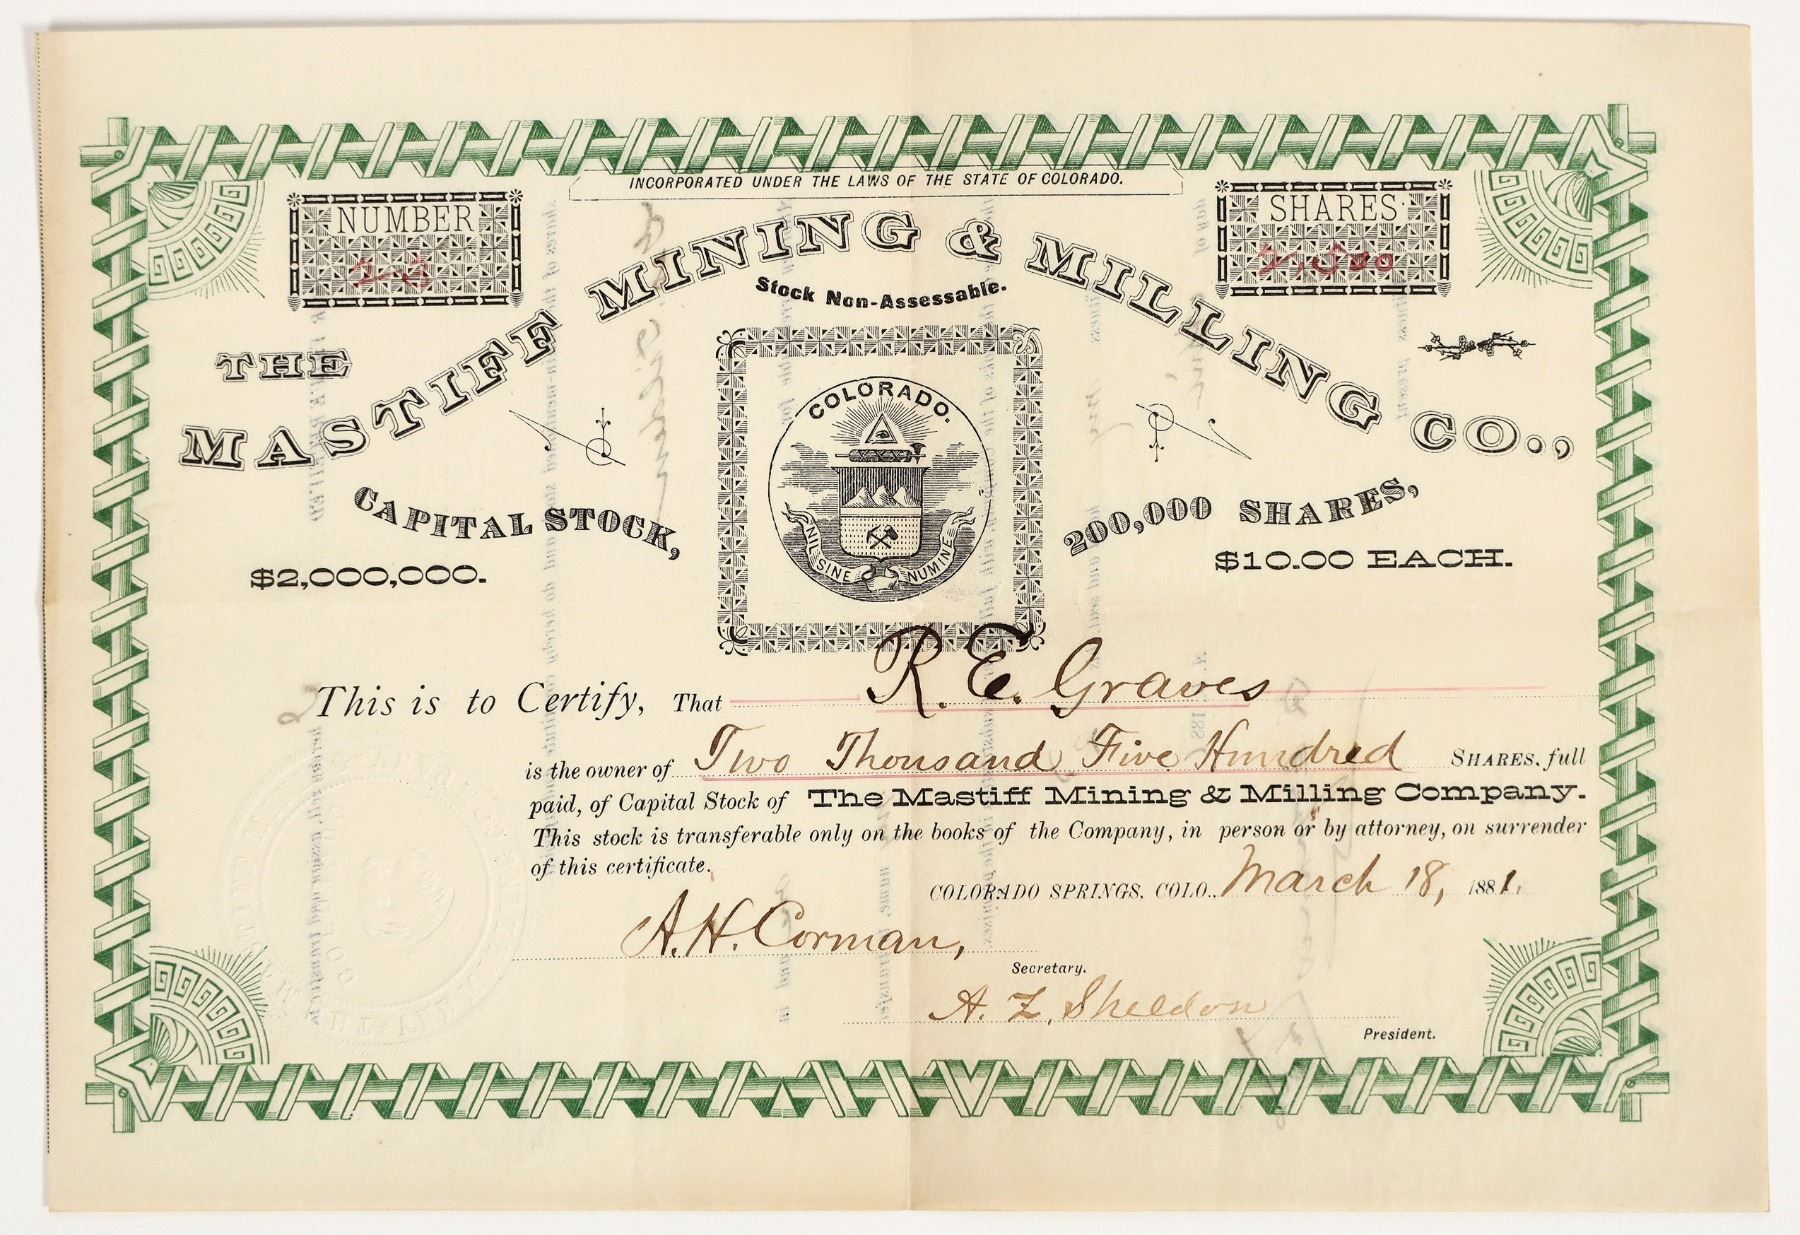 INCORPORATED UNDER THE LAWS OF THE STATE OF COLORADO.
NUMBER
SHARES
2,500
THE
MASTIFF MINING & MILLING CO.,
Stock Non-Assessable.
COLORADO.
NIL SINE NUMINE
CAPITAL STOCK,
200,000 SHARES,
$2,000,000.
$10.00 EACH.
This is to Certify, That R. E. Graves
is the owner of Two Thousand Five Hundred SHARES, full
paid, of Capital Stock of The Mastiff Mining & Milling Company.
This stock is transferable only on the books of the Company, in person or by attorney, on surrender
of this certificate.
COLORADO SPRINGS, COLO., March 18, 1881.
A. H. Corman,
Secretary.
A. Z. Sheldon
President.